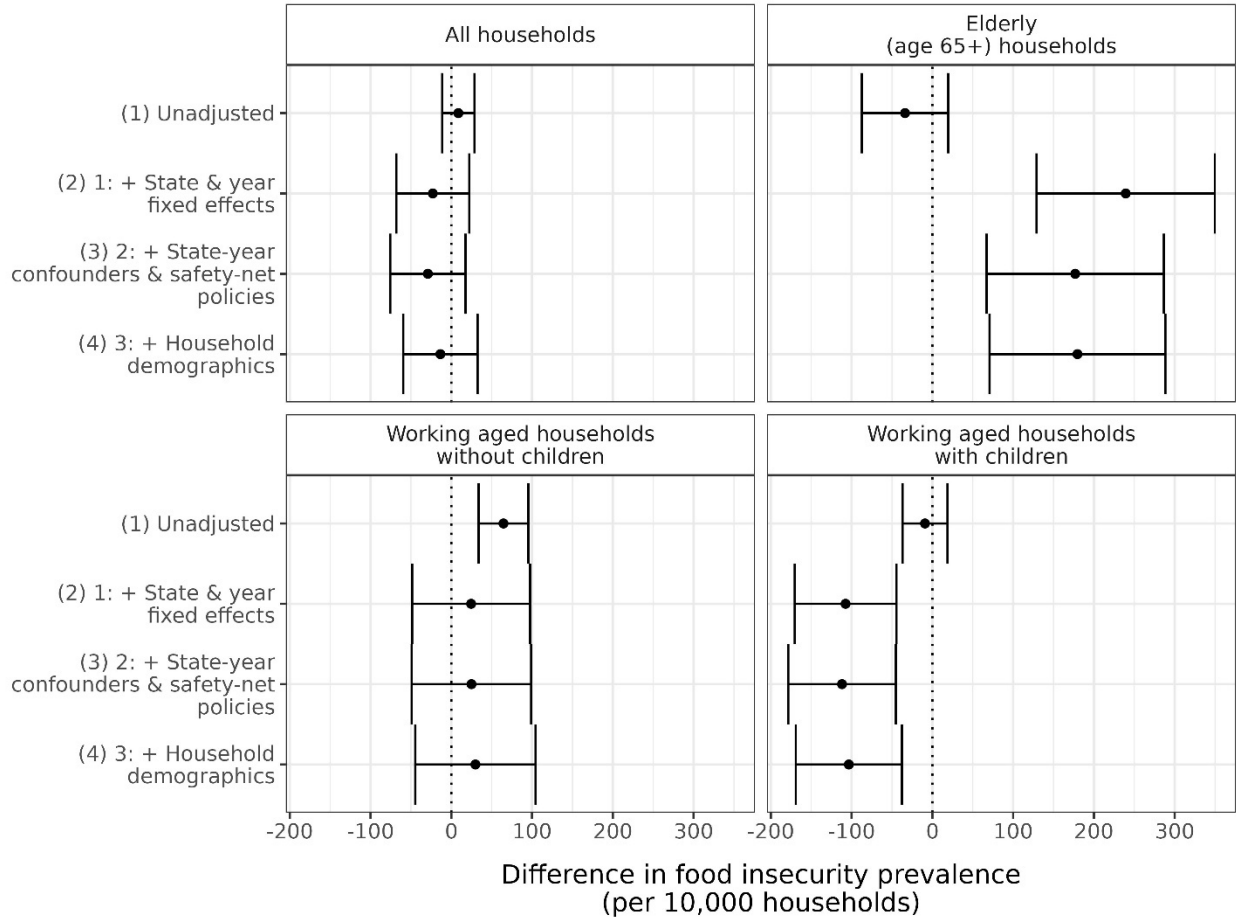 All households
Elderly
(age 65+) households
(1) Unadjusted
(2) 1: + State & year
fixed effects
(3) 2: + State-year
confounders & safety-net
policies
(4) 3: + Household
demographics
Working aged households
without children
Working aged households
with children
(1) Unadjusted
(2) 1: + State & year
fixed effects
(3) 2: + State-year
confounders & safety-net
policies
(4) 3: + Household
demographics
-200 -100 0 100 200 300 -200 -100 0 100 200 300
Difference in food insecurity prevalence
(per 10,000 households)